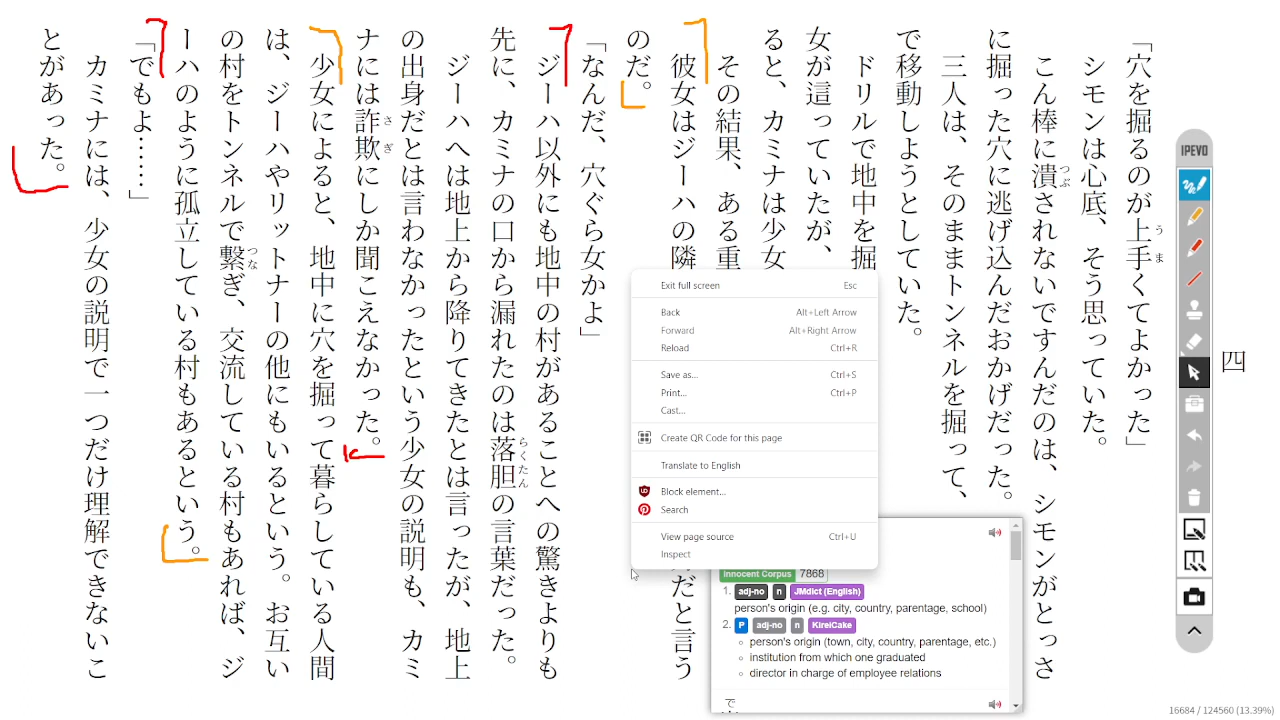 四
「穴を掘るのが上手くてよかった」
シモンは心底、そう思っていた。
こん棒に潰されないですんだのは、シモンがとっさ
に掘った穴に逃げ込んだおかげだった。
三人は、そのままトンネルを掘って、
で移動しようとしていた。
ドリルで地中を掘
女が這っていたが、
ると、カミナは少女
その結果、ある重
彼女はジーハの隣
だと言う
のだ。
「なんだ、穴ぐら女かよ」
ジーハ以外にも地中の村があることへの驚きよりも
先に、カミナの口から漏れたのは落胆の言葉だった。
ジーハへは地上から降りてきたとは言ったが、地上
の出身だとは言わなかったという少女の説明も、カミ
ナには詐欺にしか聞こえなかった。
少女によると、地中に穴を掘って暮らしている人間
は、ジーハやリットナーの他にもいるという。お互い
の村をトンネルで繋ぎ、交流している村もあれば、ジ
ーハのように孤立している村もあるという。
「でもよ……」
カミナには、少女の説明で一つだけ理解できないこ
とがあった。
うま
つぶ
らくたん
さぎ
つな
Exit full screen Esc
Back Alt+Left Arrow
Forward Alt+Right Arrow
Reload Ctrl+R
Save as... Ctrl+S
Print... Ctrl+P
Cast...
Create QR Code for this page
Translate to English
Block element...
Search
View page source Ctrl+U
Inspect
Innocent Corpus 7868
1. adj-no n JMdict (English)
person's origin (e.g. city, country, parentage, school)
2. P adj-no n KireiCake
person's origin (town, city, country, parentage, etc.)
institution from which one graduated
director in charge of employee relations
で
IPEVO
16684 / 124560 (13.39%)